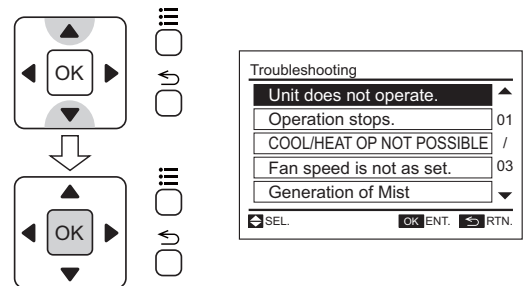 OK
OK
Troubleshooting
Unit does not operate.
Operation stops.
COOL/HEAT OP NOT POSSIBLE
Fan speed is not as set.
Generation of Mist
01
/
03
SEL.
OK ENT.
RTN.